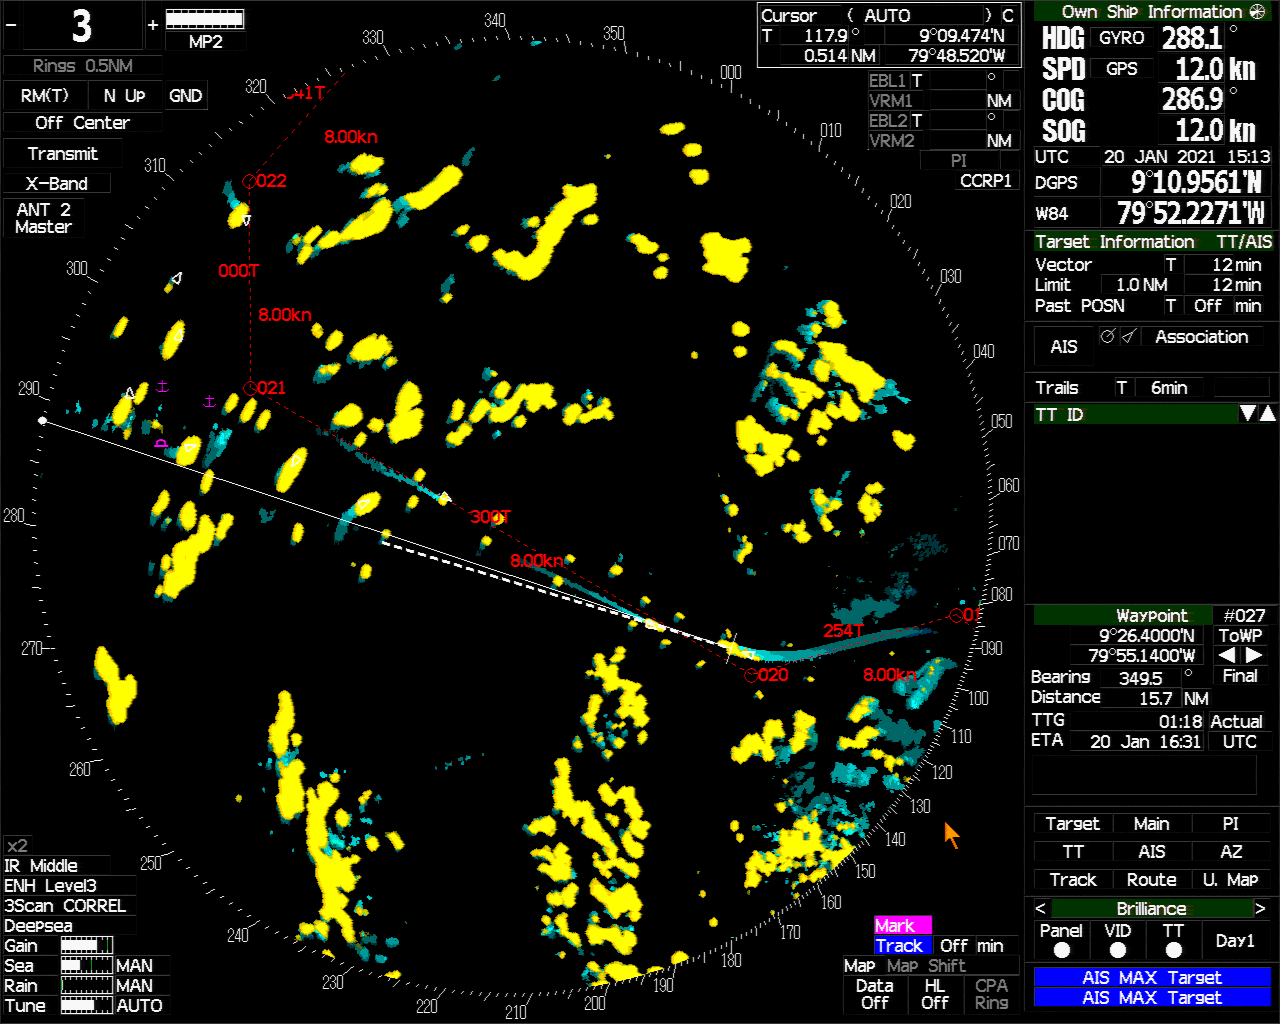 − 3 +
MP2
Rings 0.5NM
RM(T) N Up GND
Off Center
Transmit
X-Band
ANT 2
Master
Cursor ( AUTO ) C
T 117.9° 9°09.474'N
0.514 NM 79°48.520'W
EBL1 T °
VRM1 NM
EBL2 T °
VRM2 NM
PI
CCRP1
340
350
330
000
320
010
310
020
300
030
290
040
280
050
270
060
260
070
250
080
240
090
230
100
220
110
210
120
200
130
190
140
180
150
170
160
041T
8.00kn
022
000T
8.00kn
021
300T
8.00kn
254T
01
020
8.00kn
x2
IR Middle
ENH Level3
3Scan CORREL
Deepsea
Gain
Sea MAN
Rain MAN
Tune AUTO
Mark
Track Off min
Map Map Shift
Data HL CPA
Off Off Ring
Own Ship Information
HDG GYRO 288.1°
SPD GPS 12.0 kn
COG 286.9°
SOG 12.0 kn
UTC 20 JAN 2021 15:13
DGPS 9°10.9561'N
W84 79°52.2271'W
Target Information TT/AIS
Vector T 12 min
Limit 1.0 NM 12 min
Past POSN T Off min
AIS Association
Trails T 6min
TT ID ▼▲
Waypoint #027
9°26.4000'N ToWP
79°55.1400'W ◀ ▶
Bearing 349.5 ° Final
Distance 15.7 NM
TTG 01:18 Actual
ETA 20 Jan 16:31 UTC
Target Main PI
TT AIS AZ
Track Route U. Map
< Brilliance >
Panel VID TT Day1
AIS MAX Target
AIS MAX Target